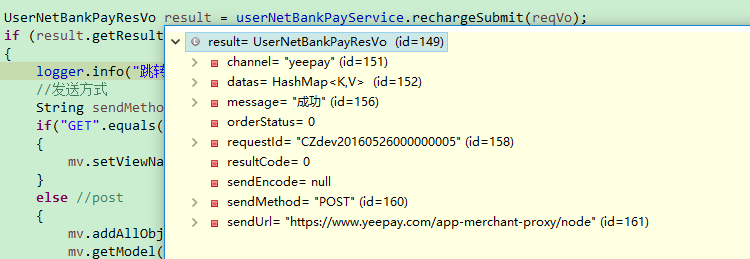 UserNetBankPayResVo result = userNetBankPayService.rechargeSubmit(reqVo);
if (result.getResult
{
logger.info("跳转
//发送方式
String sendMetho
if("GET".equals(
{
mv.setViewNa
}
else //post
{
mv.addAllObj
mv.getModel(
result= UserNetBankPayResVo (id=149)
channel= "yeepay" (id=151)
datas= HashMap<K,V> (id=152)
message= "成功" (id=156)
orderStatus= 0
requestId= "CZdev20160526000000005" (id=158)
resultCode= 0
sendEncode= null
sendMethod= "POST" (id=160)
sendUrl= "https://www.yeepay.com/app-merchant-proxy/node" (id=161)